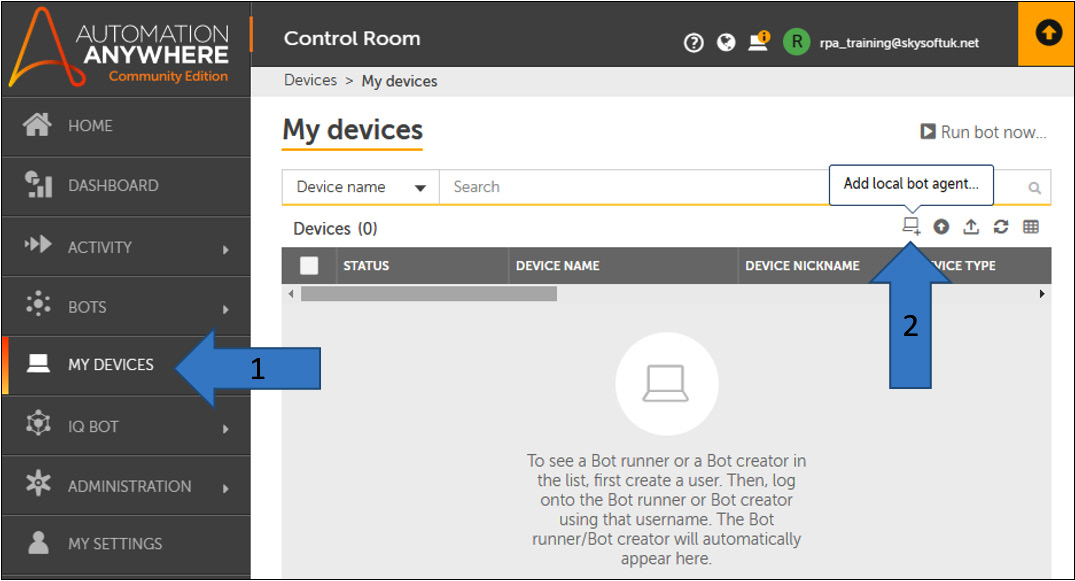 AUTOMATION
ANYWHERE
Community Edition
Control Room
R
rpa_training@skysoftuk.net
Devices > My devices
HOME
DASHBOARD
ACTIVITY
BOTS
MY DEVICES
IQ BOT
ADMINISTRATION
MY SETTINGS
My devices
Run bot now...
Device name
Search
Add local bot agent...
Devices (0)
STATUS
DEVICE NAME
DEVICE NICKNAME
VICE TYPE
1
2
To see a Bot runner or a Bot creator in
the list, first create a user. Then, log
onto the Bot runner or Bot creator
using that username. The Bot
runner/Bot creator will automatically
appear here.